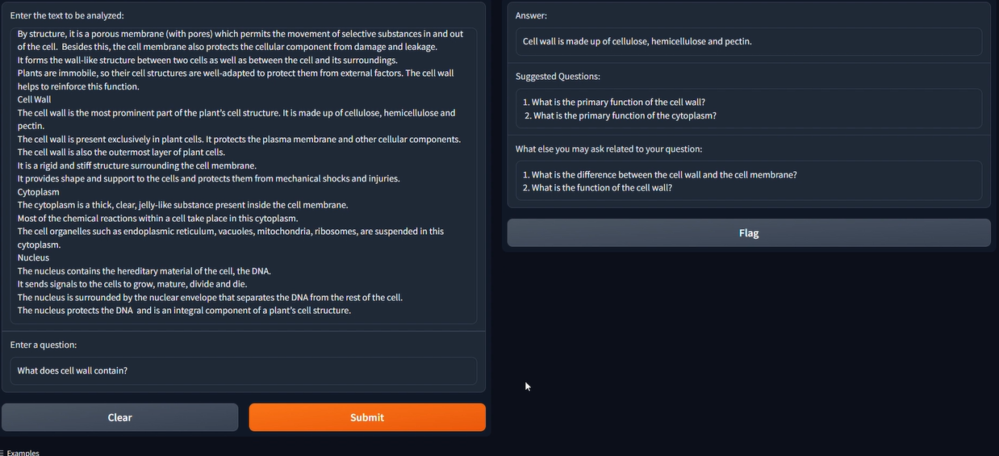 Enter the text to be analyzed:
By structure, it is a porous membrane (with pores) which permits the movement of selective substances in and out
of the cell.  Besides this, the cell membrane also protects the cellular component from damage and leakage.
It forms the wall-like structure between two cells as well as between the cell and its surroundings.
Plants are immobile, so their cell structures are well-adapted to protect them from external factors. The cell wall
helps to reinforce this function.
Cell Wall
The cell wall is the most prominent part of the plant’s cell structure. It is made up of cellulose, hemicellulose and
pectin.
The cell wall is present exclusively in plant cells. It protects the plasma membrane and other cellular components.
The cell wall is also the outermost layer of plant cells.
It is a rigid and stiff structure surrounding the cell membrane.
It provides shape and support to the cells and protects them from mechanical shocks and injuries.
Cytoplasm
The cytoplasm is a thick, clear, jelly-like substance present inside the cell membrane.
Most of the chemical reactions within a cell take place in this cytoplasm.
The cell organelles such as endoplasmic reticulum, vacuoles, mitochondria, ribosomes, are suspended in this
cytoplasm.
Nucleus
The nucleus contains the hereditary material of the cell, the DNA.
It sends signals to the cells to grow, mature, divide and die.
The nucleus is surrounded by the nuclear envelope that separates the DNA from the rest of the cell.
The nucleus protects the DNA  and is an integral component of a plant’s cell structure.
Enter a question:
What does cell wall contain?
Clear
Submit
Examples
Answer:
Cell wall is made up of cellulose, hemicellulose and pectin.
Suggested Questions:
1. What is the primary function of the cell wall?
2. What is the primary function of the cytoplasm?
What else you may ask related to your question:
1. What is the difference between the cell wall and the cell membrane?
2. What is the function of the cell wall?
Flag